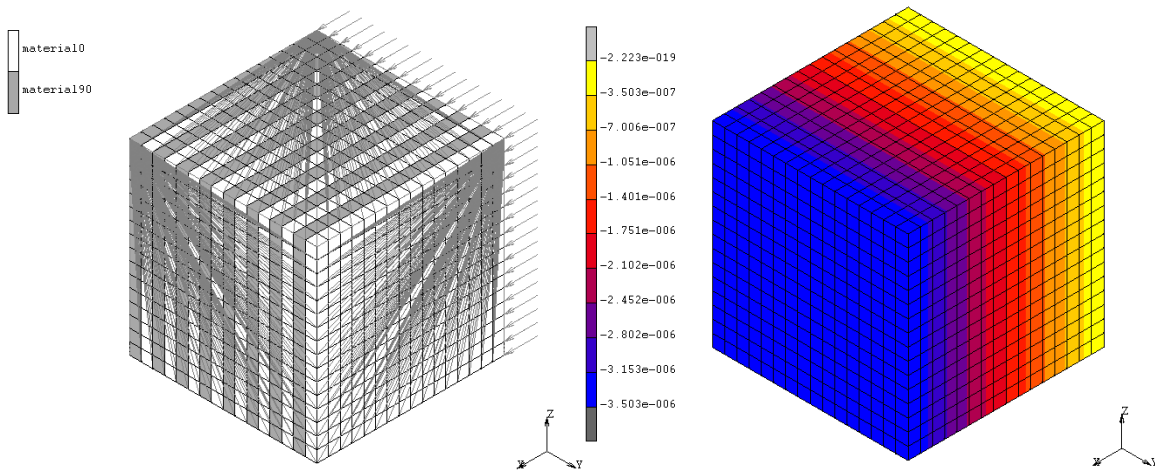 material0
material90
-2.223e-019
-3.503e-007
-7.006e-007
-1.051e-006
-1.401e-006
-1.751e-006
-2.102e-006
-2.452e-006
-2.802e-006
-3.153e-006
-3.503e-006
Z
X
Y
Z
X
Y